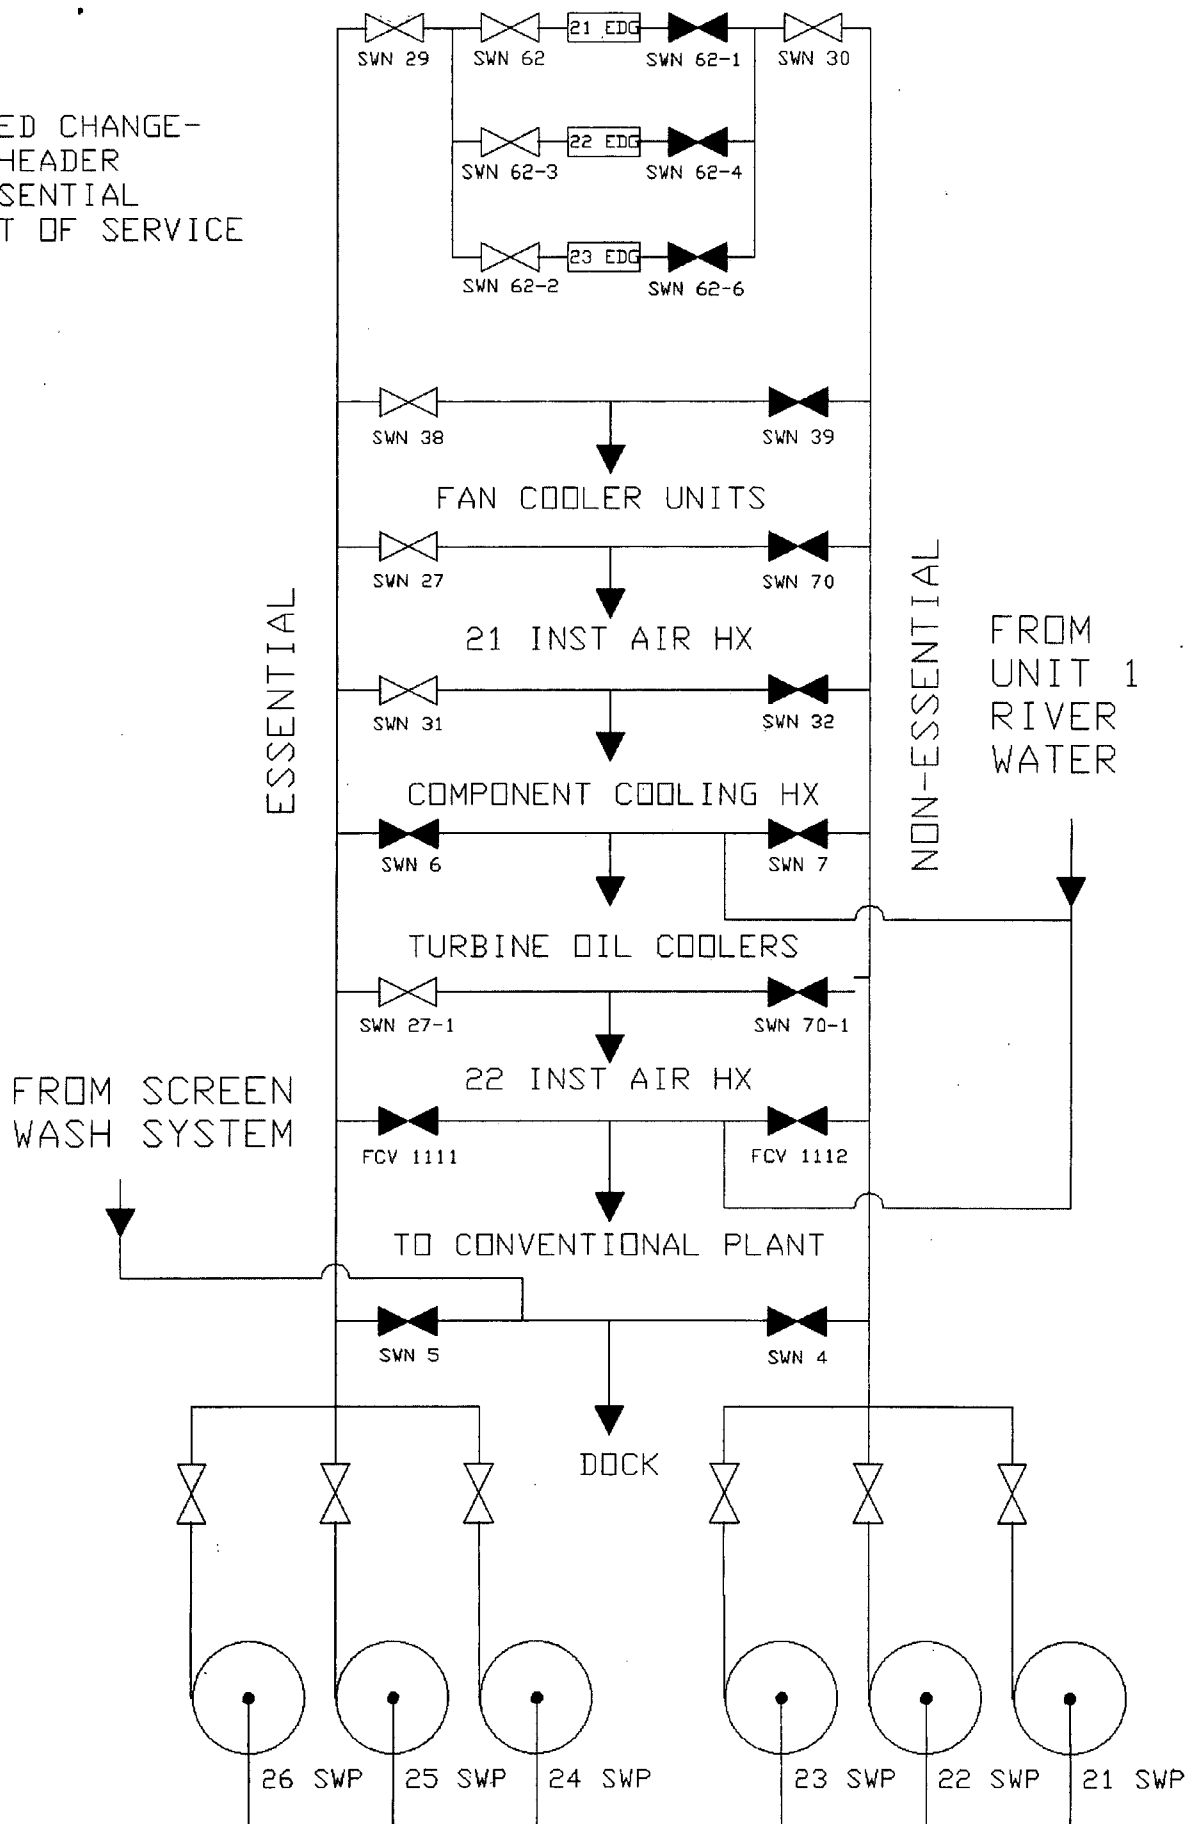 21 EDG
SWN 29 SWN 62 SWN 62-1 SWN 30
ED CHANGE-
HEADER
SENTIAL
T OF SERVICE
22 EDG
SWN 62-3 SWN 62-4
23 EDG
SWN 62-2 SWN 62-6
SWN 38 SWN 39
FAN COOLER UNITS
SWN 27 SWN 70
21 INST AIR HX
ESSENTIAL
NON-ESSENTIAL
FROM
UNIT 1
RIVER
WATER
SWN 31 SWN 32
COMPONENT COOLING HX
SWN 6 SWN 7
TURBINE OIL COOLERS
SWN 27-1 SWN 70-1
22 INST AIR HX
FROM SCREEN
WASH SYSTEM
FCV 1111 FCV 1112
TO CONVENTIONAL PLANT
SWN 5 SWN 4
DOCK
26 SWP 25 SWP 24 SWP 23 SWP 22 SWP 21 SWP